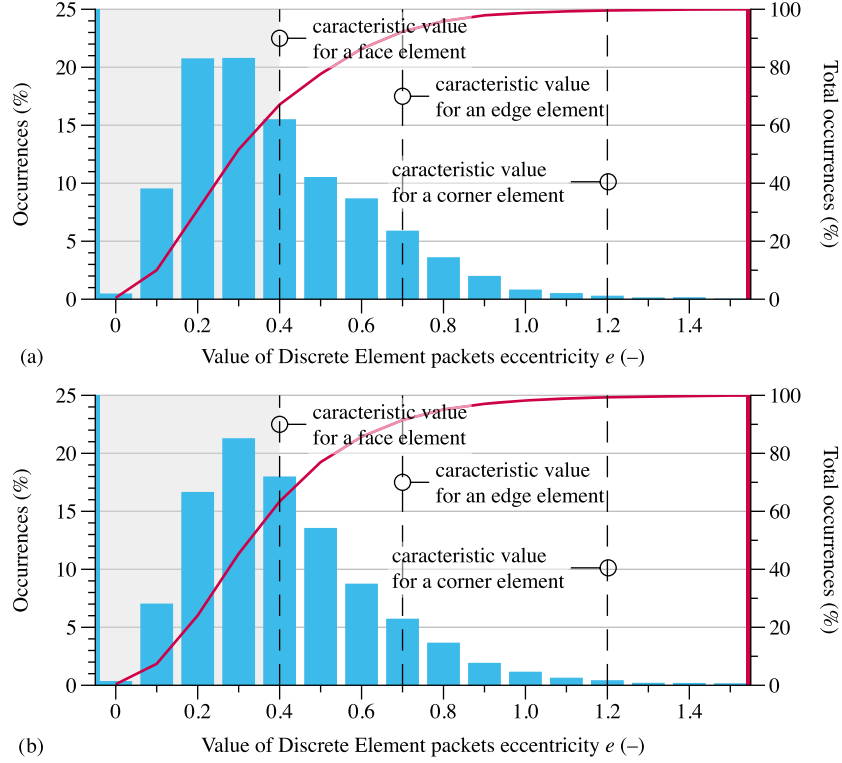 25
20
15
10
5
0
Occurrences (%)
100
80
60
40
20
0
Total occurrences (%)
caracteristic value
for a face element
caracteristic value
for an edge element
caracteristic value
for a corner element
0 0.2 0.4 0.6 0.8 1.0 1.2 1.4
(a) Value of Discrete Element packets eccentricity e (–)
25
20
15
10
5
0
Occurrences (%)
100
80
60
40
20
0
Total occurrences (%)
caracteristic value
for a face element
caracteristic value
for an edge element
caracteristic value
for a corner element
0 0.2 0.4 0.6 0.8 1.0 1.2 1.4
(b) Value of Discrete Element packets eccentricity e (–)